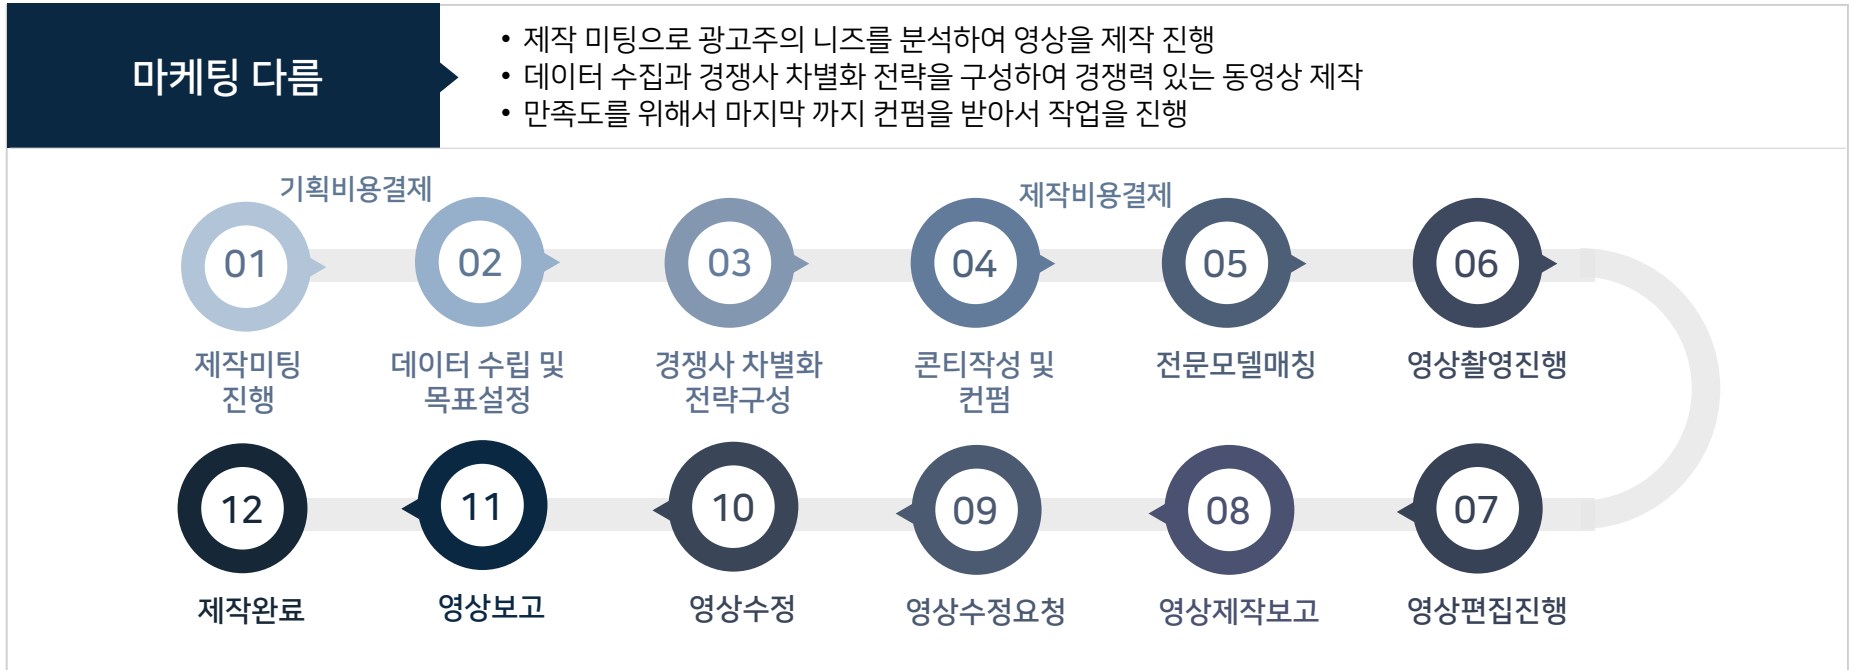 마케팅 다름
• 제작 미팅으로 광고주의 니즈를 분석하여 영상을 제작 진행
• 데이터 수집과 경쟁사 차별화 전략을 구성하여 경쟁력 있는 동영상 제작
• 만족도를 위해서 마지막 까지 컨펌을 받아서 작업을 진행
기획비용결제
제작비용결제
01
02
03
04
05
06
제작미팅
진행
데이터 수립 및
목표설정
경쟁사 차별화
전략구성
콘티작성 및
컨펌
전문모델매칭
영상촬영진행
12
11
10
09
08
07
제작완료
영상보고
영상수정
영상수정요청
영상제작보고
영상편집진행